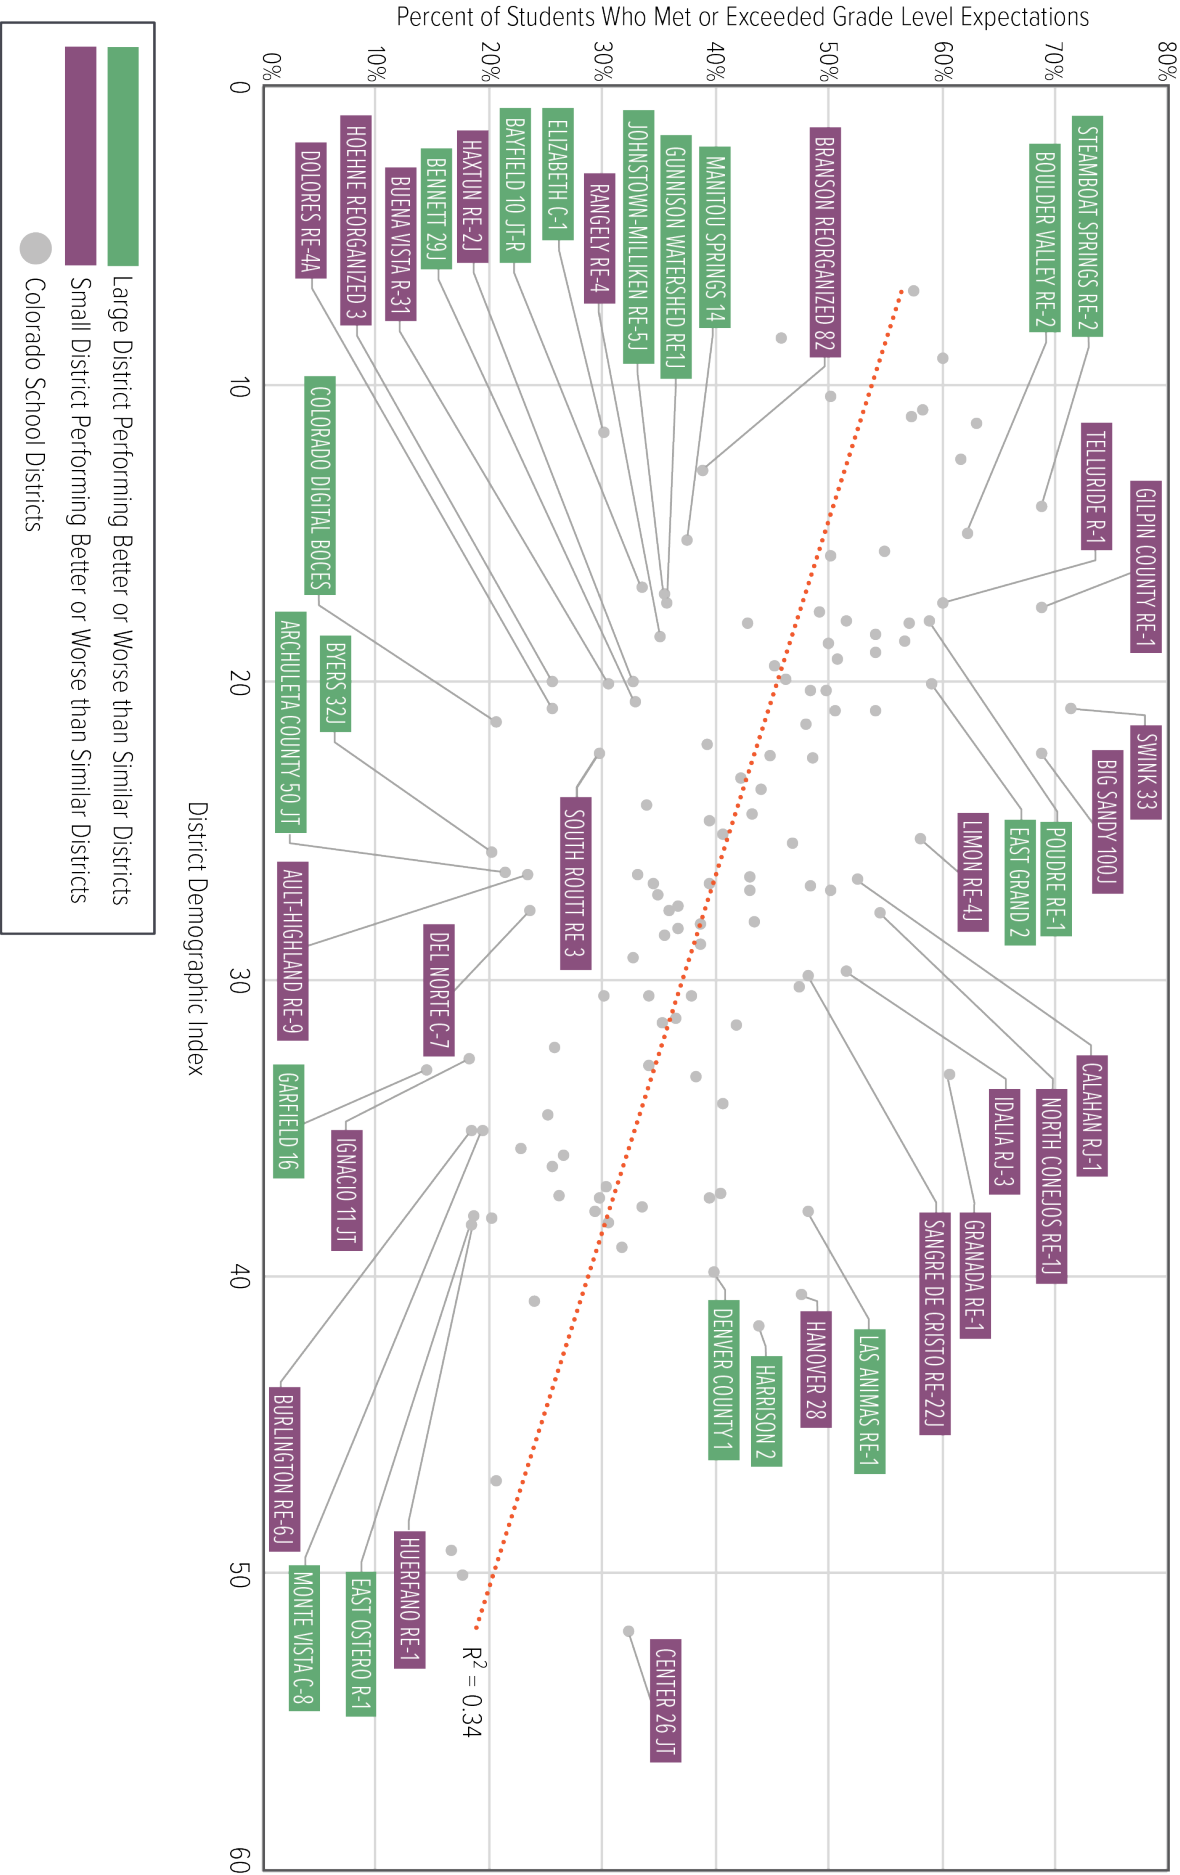 Percent of Students Who Met or Exceeded Grade Level Expectations
80%
70%
60%
50%
40%
30%
20%
10%
0%
0
10
20
30
40
50
60
District Demographic Index
STEAMBOAT SPRINGS RE-2
BOULDER VALLEY RE-2
TELLURIDE R-1
GILPIN COUNTY RE-1
SWINK 33
BIG SANDY 100J
POUDRE RE-1
EAST GRAND 2
LIMON RE-4J
CALAHAN RJ-1
NORTH CONEJOS RE-1J
IDALIA RJ-3
GRANADA RE-1
SANGRE DE CRISTO RE-22J
LAS ANIMAS RE-1
HANOVER 28
HARRISON 2
DENVER COUNTY 1
CENTER 26 JT
BRANSON REORGANIZED 82
MANITOU SPRINGS 14
GUNNISON WATERSHED RE1J
JOHNSTOWN-MILLIKEN RE-5J
RANGELY RE-4
ELIZABETH C-1
BAYFIELD 10 JT-R
HAXTUN RE-2J
BENNETT 29J
BUENA VISTA R-31
HOEHNE REORGANIZED 3
DOLORES RE-4A
COLORADO DIGITAL BOCES
BYERS 32J
ARCHULETA COUNTY 50 JT
SOUTH ROUTT RE 3
AULT-HIGHLAND RE-9
DEL NORTE C-7
GARFIELD 16
IGNACIO 11 JT
BURLINGTON RE-6J
MONTE VISTA C-8
EAST OSTERO R-1
HUERFANO RE-1
R² = 0.34
Large District Performing Better or Worse than Similar Districts
Small District Performing Better or Worse than Similar Districts
Colorado School Districts